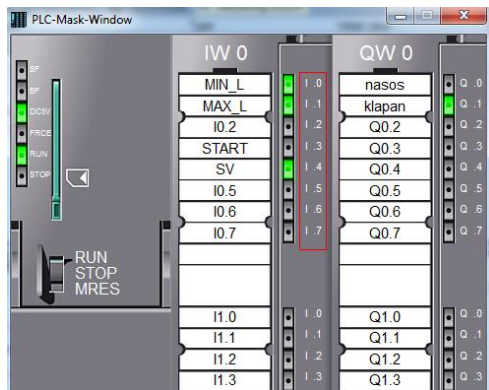 PLC-Mask-Window
SF
BF
DC5V
FRCE
RUN
STOP
RUN
STOP
MRES
IW 0
MIN_L I .0
MAX_L I .1
I0.2 I .2
START I .3
SV I .4
I0.5 I .5
I0.6 I .6
I0.7 I .7
I1.0 I .0
I1.1 I .1
I1.2 I .2
I1.3 I .3
QW 0
nasos Q .0
klapan Q .1
Q0.2 Q .2
Q0.3 Q .3
Q0.4 Q .4
Q0.5 Q .5
Q0.6 Q .6
Q0.7 Q .7
Q1.0 Q .0
Q1.1 Q .1
Q1.2 Q .2
Q1.3 Q .3